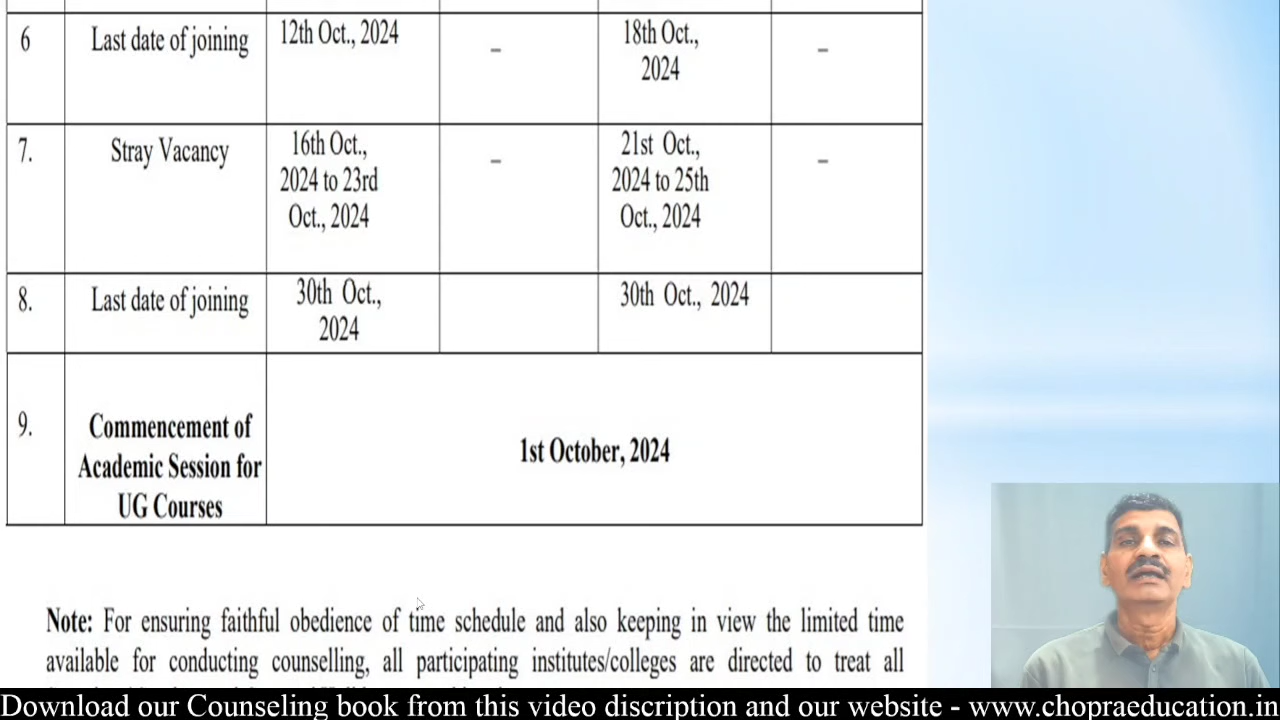 6 Last date of joining 12th Oct., 2024 – 18th Oct., 2024 –
7. Stray Vacancy 16th Oct., 2024 to 23rd Oct., 2024 – 21st Oct., 2024 to 25th Oct., 2024 –
8. Last date of joining 30th Oct., 2024 30th Oct., 2024
9. Commencement of Academic Session for UG Courses 1st October, 2024
Note: For ensuring faithful obedience of time schedule and also keeping in view the limited time
available for conducting counselling, all participating institutes/colleges are directed to treat all
Download our Counseling book from this video discription and our website - www.chopraeducation.in